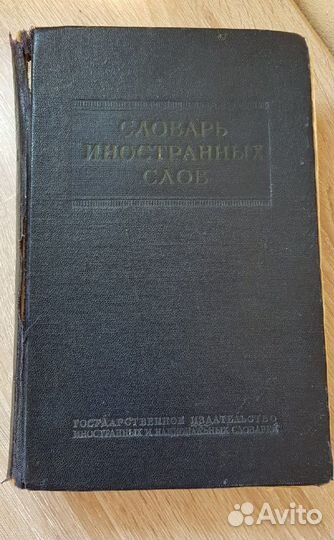 СЛОВАРЬ
ИНОСТРАННЫХ
СЛОВ
ГОСУДАРСТВЕННОЕ ИЗДАТЕЛЬСТВО
ИНОСТРАННЫХ И НАЦИОНАЛЬНЫХ СЛОВАРЕЙ
Avito